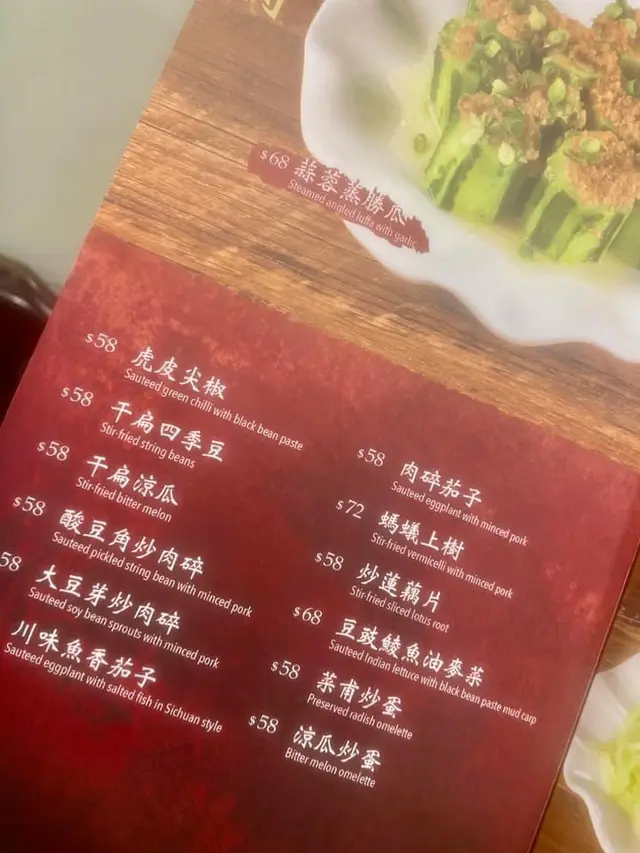 $68 蒜蓉蒸勝瓜
Steamed angled luffa with garlic
$58 虎皮尖椒
Sauteed green chilli with black bean paste
$58 干扁四季豆
Stir-fried string beans
$58 干扁涼瓜
Stir-fried bitter melon
$58 酸豆角炒肉碎
Sauteed pickled string bean with minced pork
58 大豆芽炒肉碎
Sauteed soy bean sprouts with minced pork
川味魚香茄子
Sauteed eggplant with salted fish in Sichuan style
$58 肉碎茄子
Sauteed eggplant with minced pork
$72 螞蟻上樹
Stir-fried vermicelli with minced pork
$58 炒蓮藕片
Stir-fried sliced lotus root
$68 豆豉鯪魚油麥菜
Sauteed Indian lettuce with black bean paste mud carp
$58 菜甫炒蛋
Preserved radish omelette
$58 涼瓜炒蛋
Bitter melon omelette